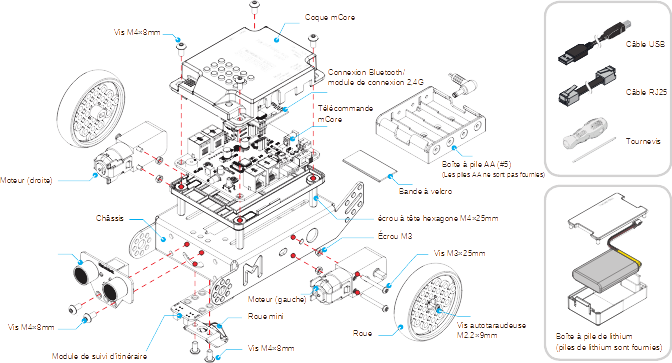 Coque mCore
Vis M4×8mm
Câble USB
Connexion Bluetooth/
module de connexion 2.4G
Câble RJ25
Télécommande
mCore
Tournevis
Boîte à pile AA (#5)
(Les piles AA ne sont pas fournies)
Moteur (droite)
Bande à velcro
Châssis
écrou à tête hexagone M4×25mm
Écrou M3
Vis M3×25mm
Moteur (gauche)
Roue mini
Vis M4×8mm
Roue
Vis autotaraudeuse
M2.2×9mm
Boîte à pile de lithium
(piles de lithium sont fournies)
Module de suivi d'itinéraire
Vis M4×8mm